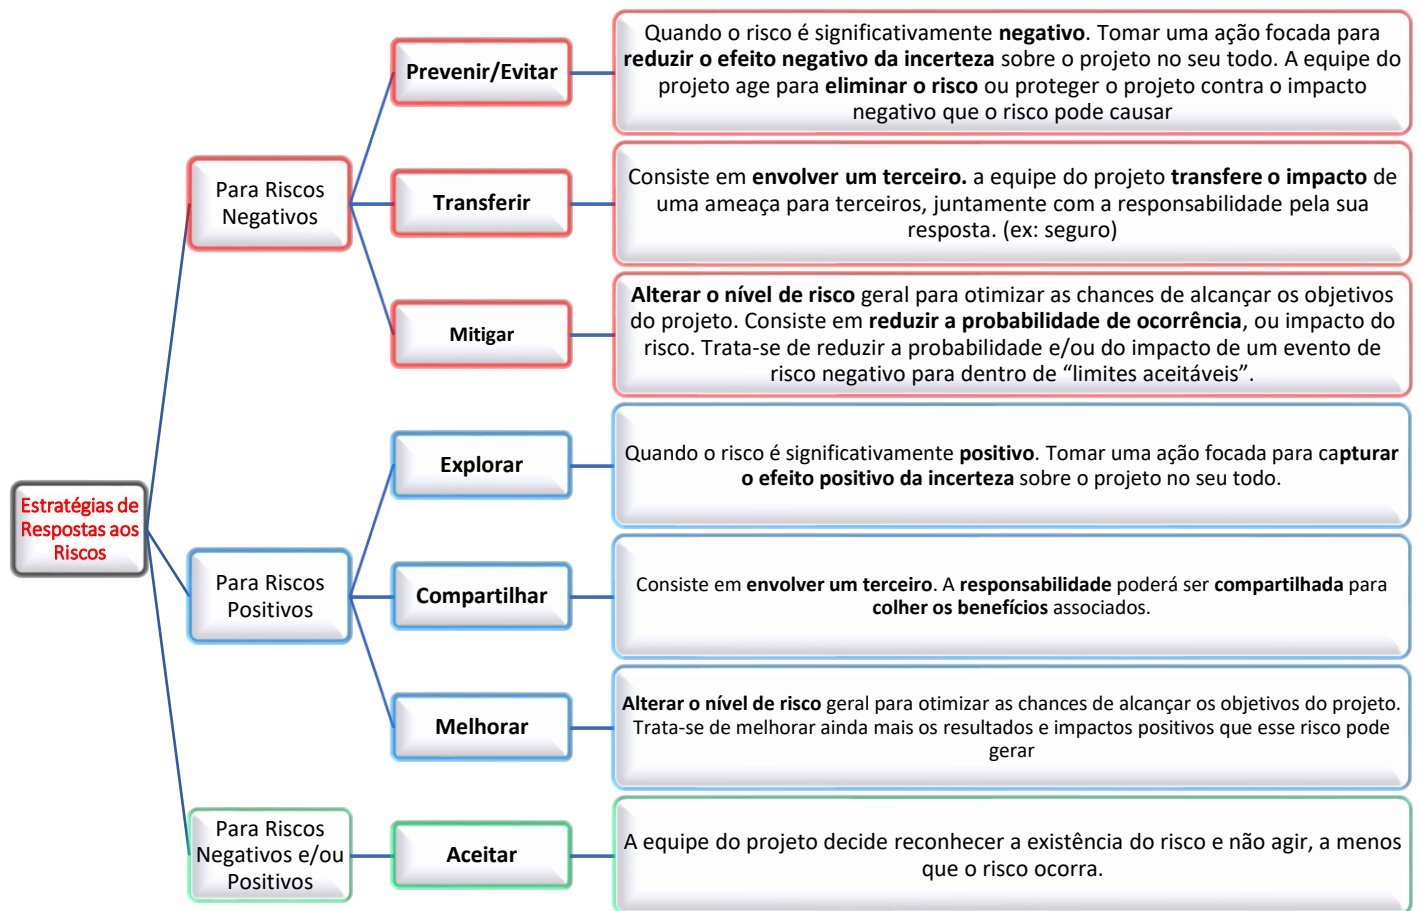 Estratégias de
Respostas aos
Riscos
Para Riscos
Negativos
Prevenir/Evitar
Quando o risco é significativamente negativo. Tomar uma ação focada para
reduzir o efeito negativo da incerteza sobre o projeto no seu todo. A equipe do
projeto age para eliminar o risco ou proteger o projeto contra o impacto
negativo que o risco pode causar
Transferir
Consiste em envolver um terceiro. a equipe do projeto transfere o impacto de
uma ameaça para terceiros, juntamente com a responsabilidade pela sua
resposta. (ex: seguro)
Mitigar
Alterar o nível de risco geral para otimizar as chances de alcançar os objetivos
do projeto. Consiste em reduzir a probabilidade de ocorrência, ou impacto do
risco. Trata-se de reduzir a probabilidade e/ou do impacto de um evento de
risco negativo para dentro de “limites aceitáveis”.
Para Riscos
Positivos
Explorar
Quando o risco é significativamente positivo. Tomar uma ação focada para capturar
o efeito positivo da incerteza sobre o projeto no seu todo.
Compartilhar
Consiste em envolver um terceiro. A responsabilidade poderá ser compartilhada para
colher os benefícios associados.
Melhorar
Alterar o nível de risco geral para otimizar as chances de alcançar os objetivos do projeto.
Trata-se de melhorar ainda mais os resultados e impactos positivos que esse risco pode
gerar
Para Riscos
Negativos e/ou
Positivos
Aceitar
A equipe do projeto decide reconhecer a existência do risco e não agir, a menos
que o risco ocorra.